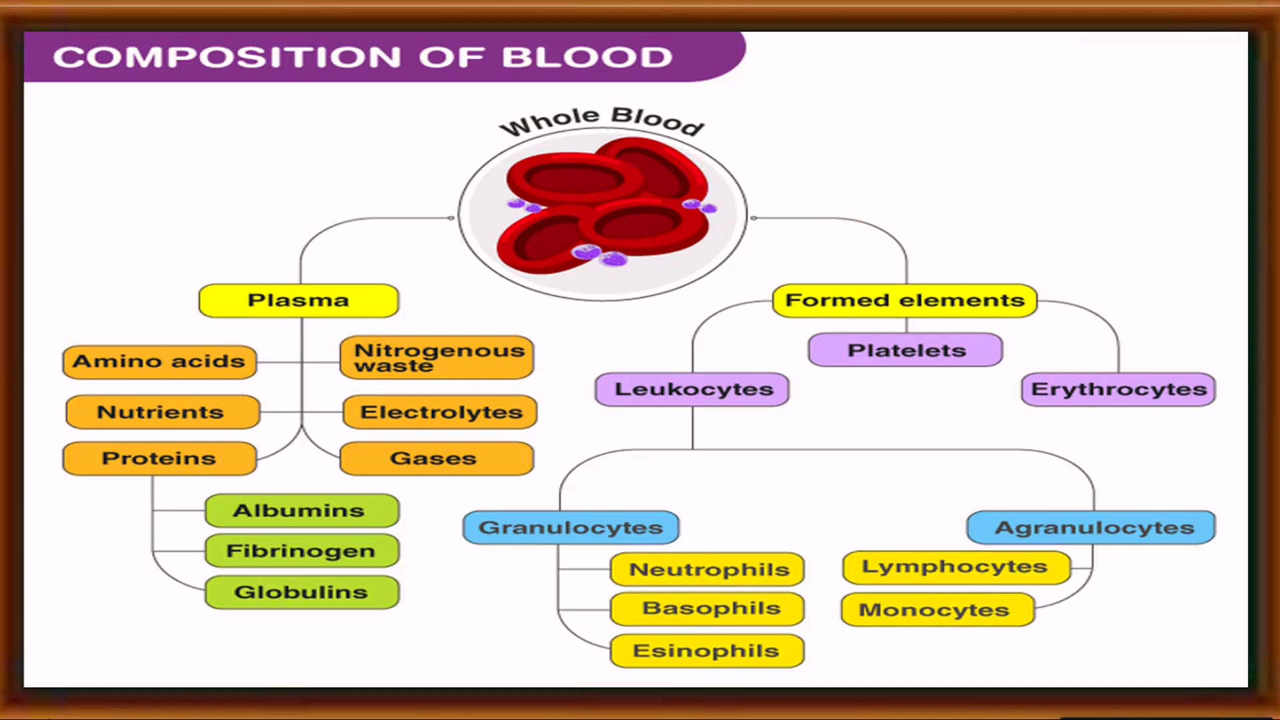 COMPOSITION OF BLOOD
Whole Blood
Plasma
Amino acids
Nitrogenous
waste
Nutrients
Electrolytes
Proteins
Gases
Albumins
Fibrinogen
Globulins
Formed elements
Platelets
Leukocytes
Erythrocytes
Granulocytes
Neutrophils
Basophils
Esinophils
Agranulocytes
Lymphocytes
Monocytes